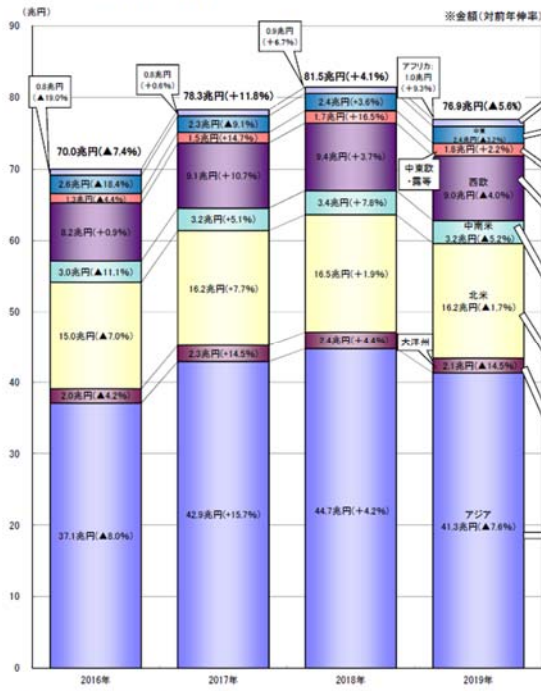 (兆円)
※金額(対前年伸率)
90
80
70
60
50
40
30
20
10
0
0.8兆円
(▲19.0%
70.0兆円(▲7.4%)
2.6兆円(▲18.4%)
1.3兆円(▲4.4%)
8.2兆円(+0.9%)
3.0兆円(▲11.1%)
15.0兆円(▲7.0%)
2.0兆円(▲4.2%)
37.1兆円(▲8.0%)
2016年
0.8兆円
(+0.6%)
78.3兆円(+11.8%)
2.3兆円(▲9.1%)
1.5兆円(+14.7%)
9.1兆円(+10.7%)
3.2兆円(+5.1%)
16.2兆円(+7.7%)
2.3兆円(+14.5%)
42.9兆円(+15.7%)
2017年
0.9兆円
(+6.7%)
81.5兆円(+4.1%)
2.4兆円(+3.6%)
1.7兆円(+16.5%)
9.4兆円(+3.7%)
3.4兆円(+7.8%)
16.5兆円(+1.9%)
2.4兆円(+4.4%)
44.7兆円(+4.2%)
2018年
アフリカ:
1.0兆円
(+9.3%)
76.9兆円(▲5.6%)
中東
2.4兆円(▲3.2%)
1.8兆円(+2.2%)
中東欧
・露等
西欧
9.0兆円(▲4.0%)
中南米
3.2兆円(▲5.2%)
北米
16.2兆円(▲1.7%)
大洋州
2.1兆円(▲14.5%)
アジア
41.3兆円(▲7.6%)
2019年